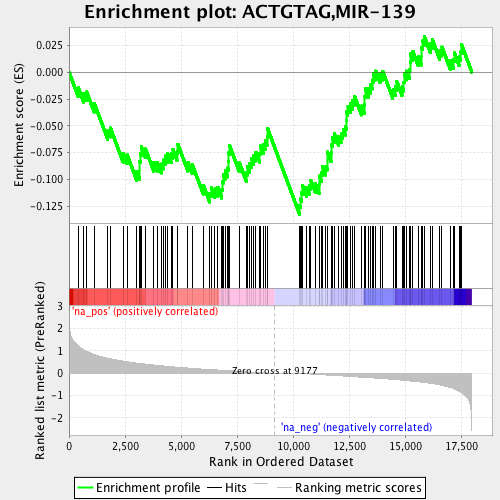 Enrichment plot: ACTGTAG,MIR-139
Enrichment score (ES)
0.025
0.000
-0.025
-0.050
-0.075
-0.100
-0.125
'na_pos' (positively correlated)
Ranked list metric (PreRanked)
3
2
1
0
-1
-2
Zero cross at 9177
'na_neg' (negatively correlated)
0
2,500
5,000
7,500
10,000
12,500
15,000
17,500
Rank in Ordered Dataset
Enrichment profile
Hits
Ranking metric scores